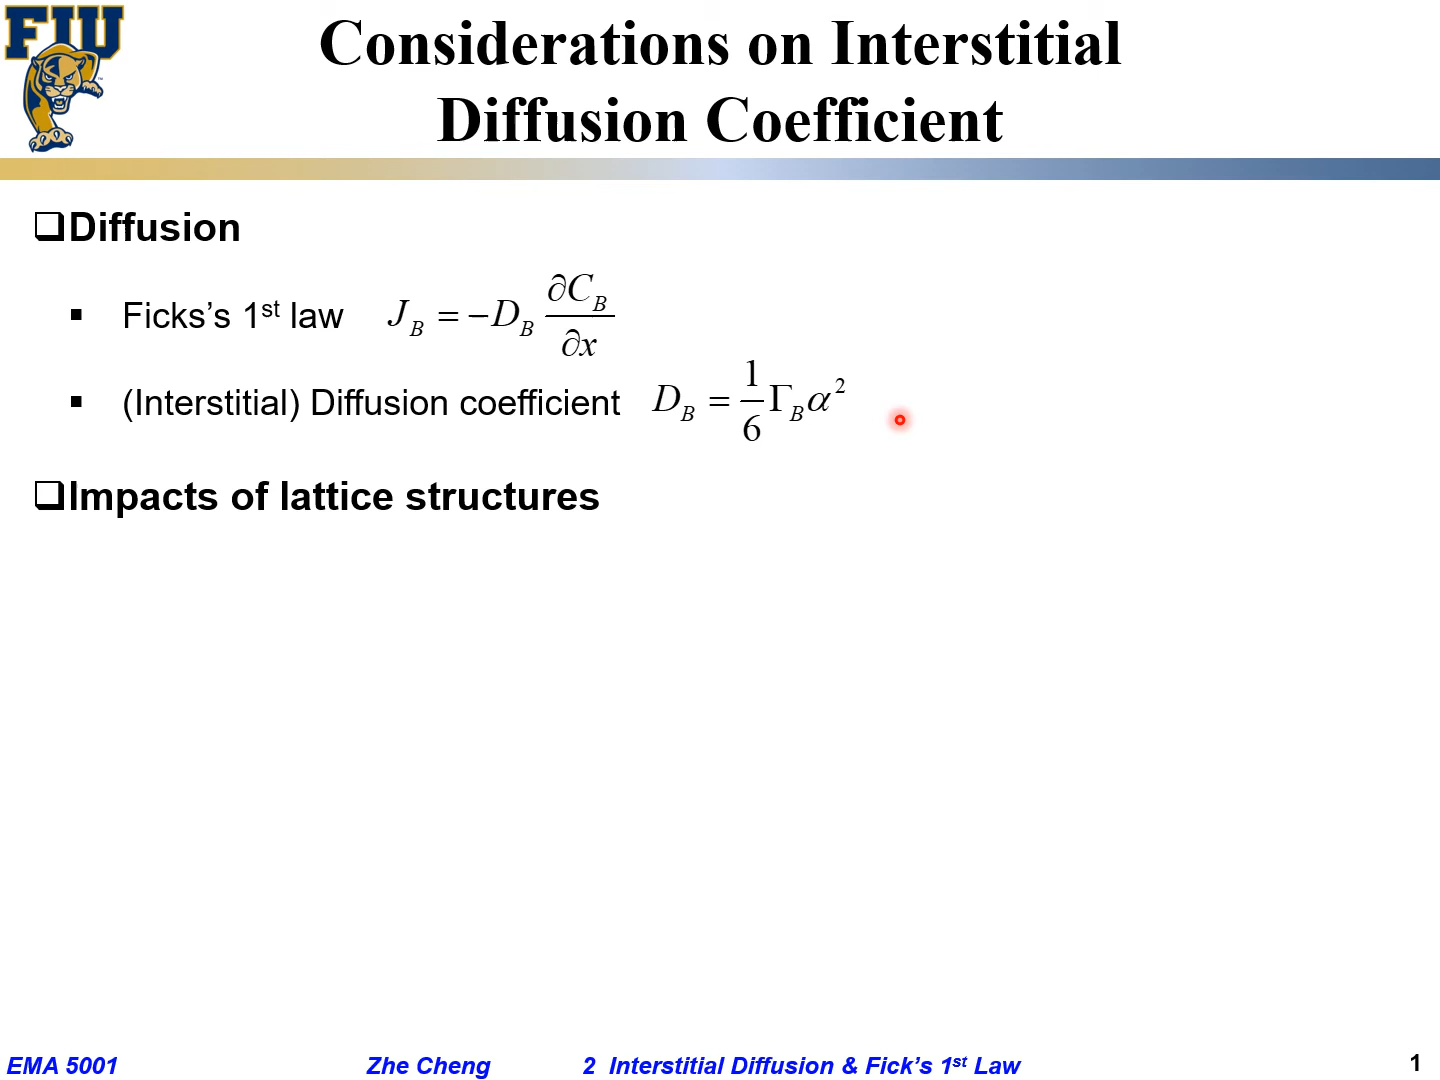 FIU
Considerations on Interstitial
Diffusion Coefficient
❑Diffusion
▪ Ficks’s 1st law J_B = −D_B ∂C_B/∂x
▪ (Interstitial) Diffusion coefficient D_B = 1/6 Γ_B α²
❑Impacts of lattice structures
EMA 5001 Zhe Cheng 2 Interstitial Diffusion & Fick’s 1st Law 1